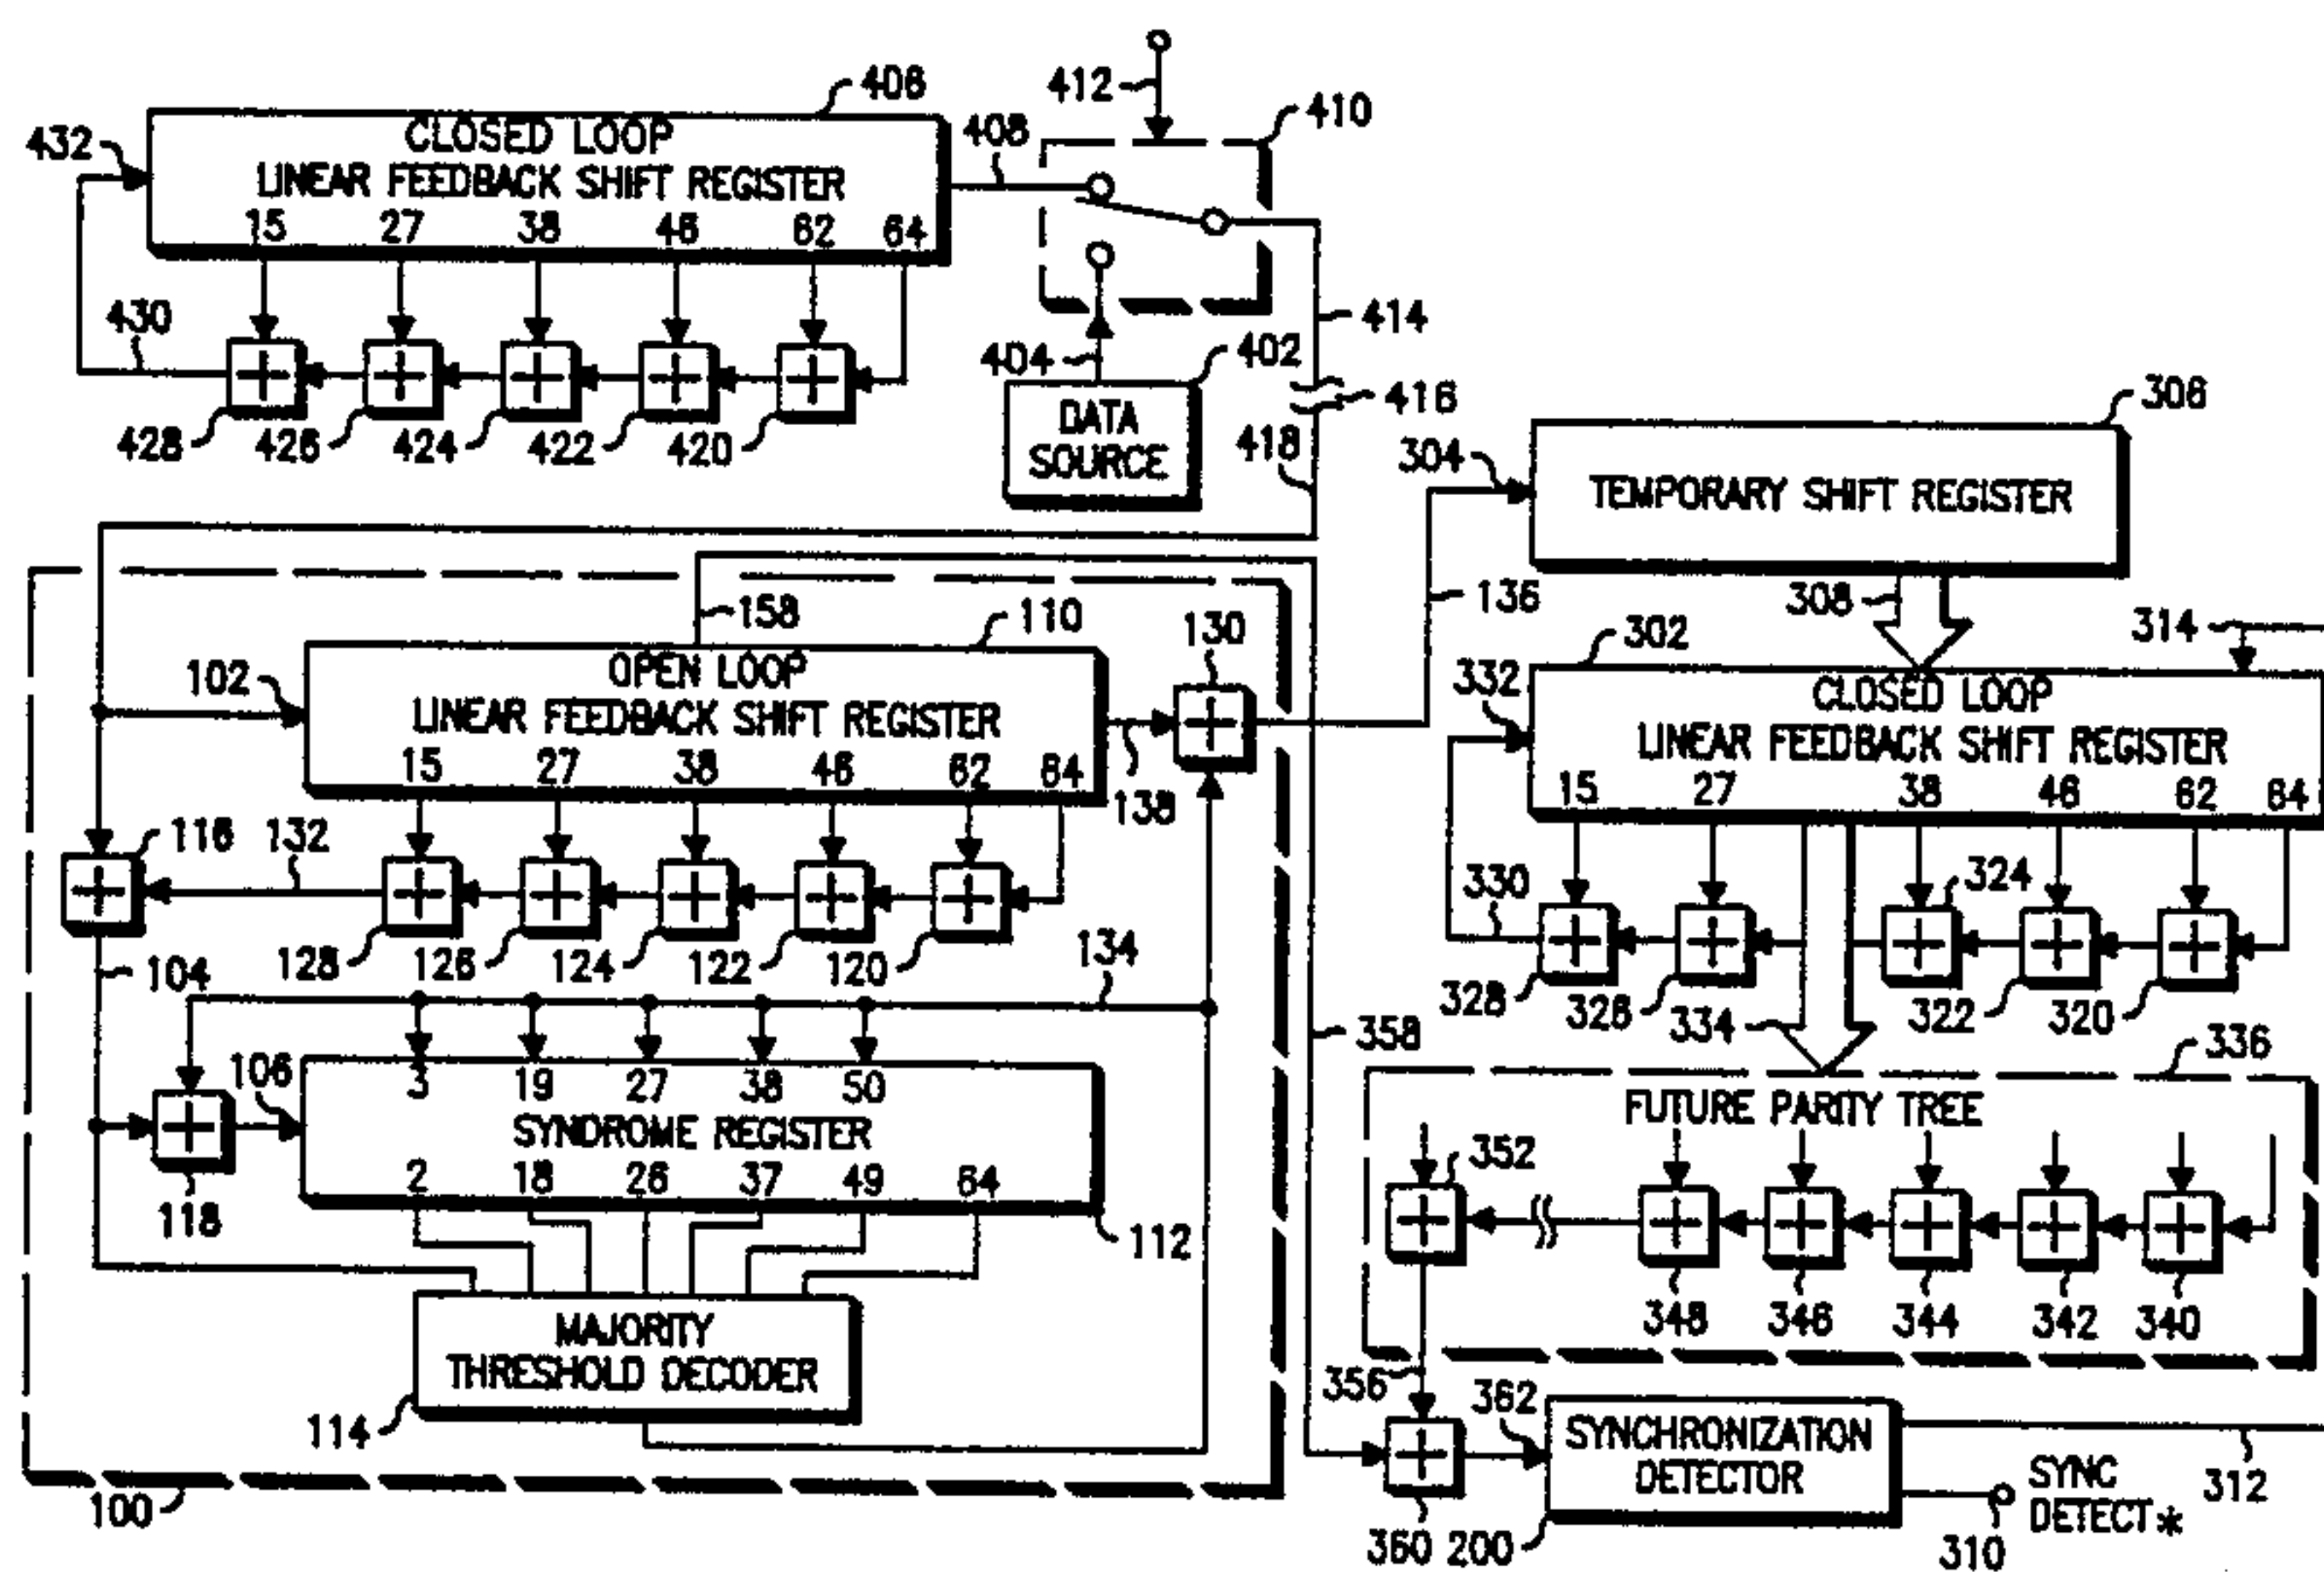 412
406
432
CLOSED LOOP
LINEAR FEEDBACK SHIFT REGISTER
15 27 38 46 62 64
408
410
430
414
404
402
DATA
SOURCE
416
418
428 426 424 422 420
304
306
TEMPORARY SHIFT REGISTER
136
308
158
110
130
302
314
102
OPEN LOOP
LINEAR FEEDBACK SHIFT REGISTER
15 27 38 46 62 64
138
332
CLOSED LOOP
LINEAR FEEDBACK SHIFT REGISTER
15 27 38 46 62 64
116
132
128 126 124 122 120
330
324
328 326 334 322 320
104
134
358
106
3 19 27 38 50
SYNDROME REGISTER
2 18 26 37 49 64
118
112
336
FUTURE PARITY TREE
352
348 346 344 342 340
MAJORITY
THRESHOLD DECODER
114
100
356
362
SYNCHRONIZATION
DETECTOR
360 200
312
SYNC
DETECT*
310